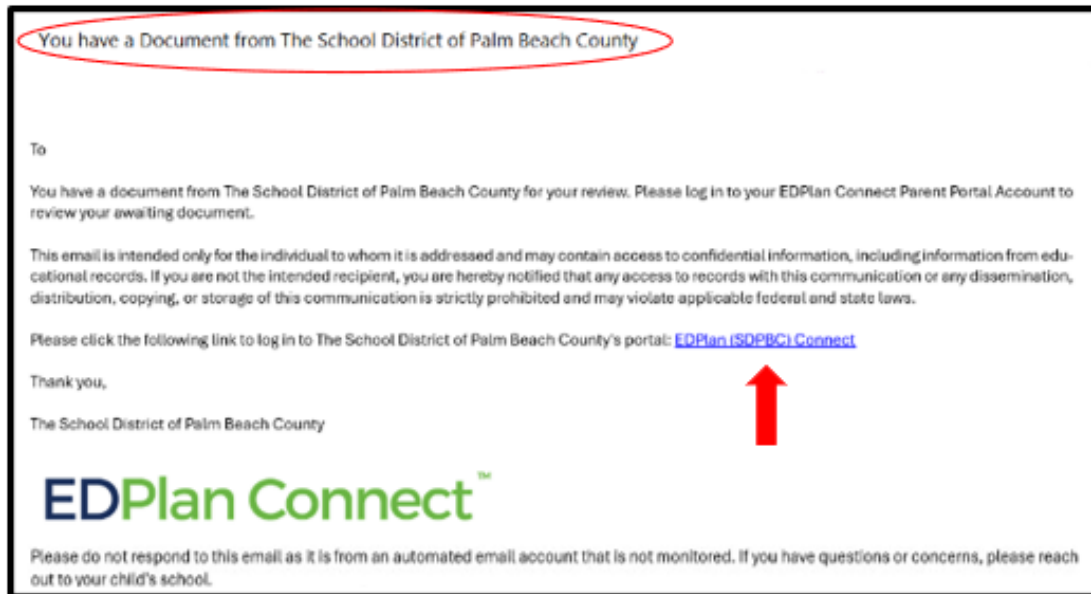 You have a Document from The School District of Palm Beach County
To
You have a document from The School District of Palm Beach County for your review. Please log in to your EDPlan Connect Parent Portal Account to
review your awaiting document.
This email is intended only for the individual to whom it is addressed and may contain access to confidential information, including information from edu-
cational records. If you are not the intended recipient, you are hereby notified that any access to records with this communication or any dissemination,
distribution, copying, or storage of this communication is strictly prohibited and may violate applicable federal and state laws.
Please click the following link to log in to The School District of Palm Beach County's portal: EDPlan (SDPBC) Connect
Thank you,
The School District of Palm Beach County
EDPlan Connect™
Please do not respond to this email as it is from an automated email account that is not monitored. If you have questions or concerns, please reach
out to your child's school.